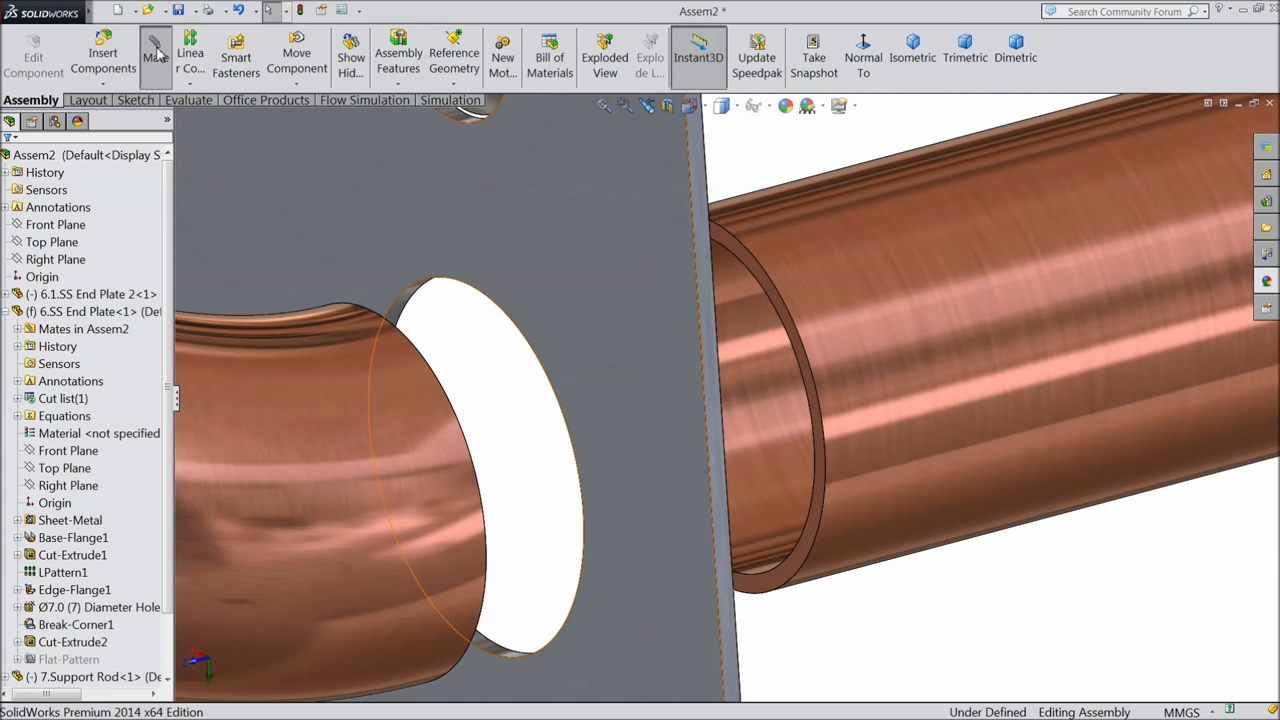 SOLIDWORKS
Assem2 *
Search Community Forum
Edit Component
Insert Components
Mate
Linea r Co...
Smart Fasteners
Move Component
Show Hid...
Assembly Features
Reference Geometry
New Mot...
Bill of Materials
Exploded View
Explo de L...
Instant3D
Update Speedpak
Take Snapshot
Normal To
Isometric
Trimetric
Dimetric
Assembly
Layout
Sketch
Evaluate
Office Products
Flow Simulation
Simulation
Assem2 (Default<Display S
History
Sensors
Annotations
Front Plane
Top Plane
Right Plane
Origin
(-) 6.1.SS End Plate 2<1>
(f) 6.SS End Plate<1> (Def
Mates in Assem2
History
Sensors
Annotations
Cut list(1)
Equations
Material <not specified
Front Plane
Top Plane
Right Plane
Origin
Sheet-Metal
Base-Flange1
Cut-Extrude1
LPattern1
Edge-Flange1
Ø7.0 (7) Diameter Hole
Break-Corner1
Cut-Extrude2
Flat-Pattern
(-) 7.Support Rod<1> (De
SolidWorks Premium 2014 x64 Edition
Under Defined
Editing Assembly
MMGS